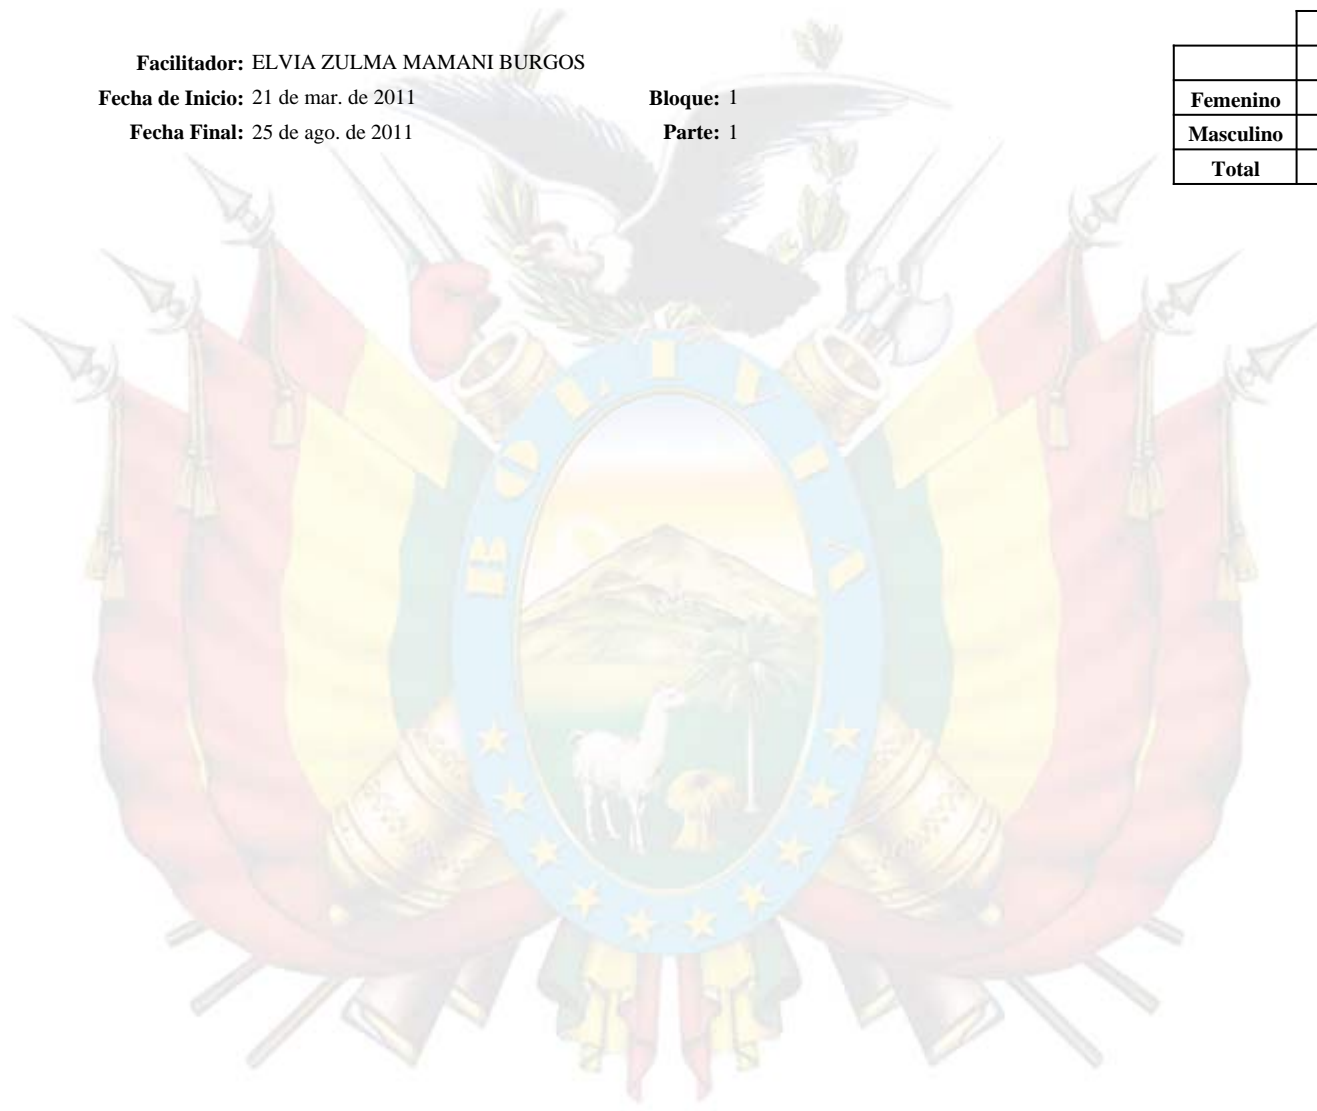 Facilitador: ELVIA ZULMA MAMANI BURGOS
Fecha de Inicio: 21 de mar. de 2011 Bloque: 1
Fecha Final: 25 de ago. de 2011 Parte: 1
Femenino
Masculino
Total
BOLIVIA